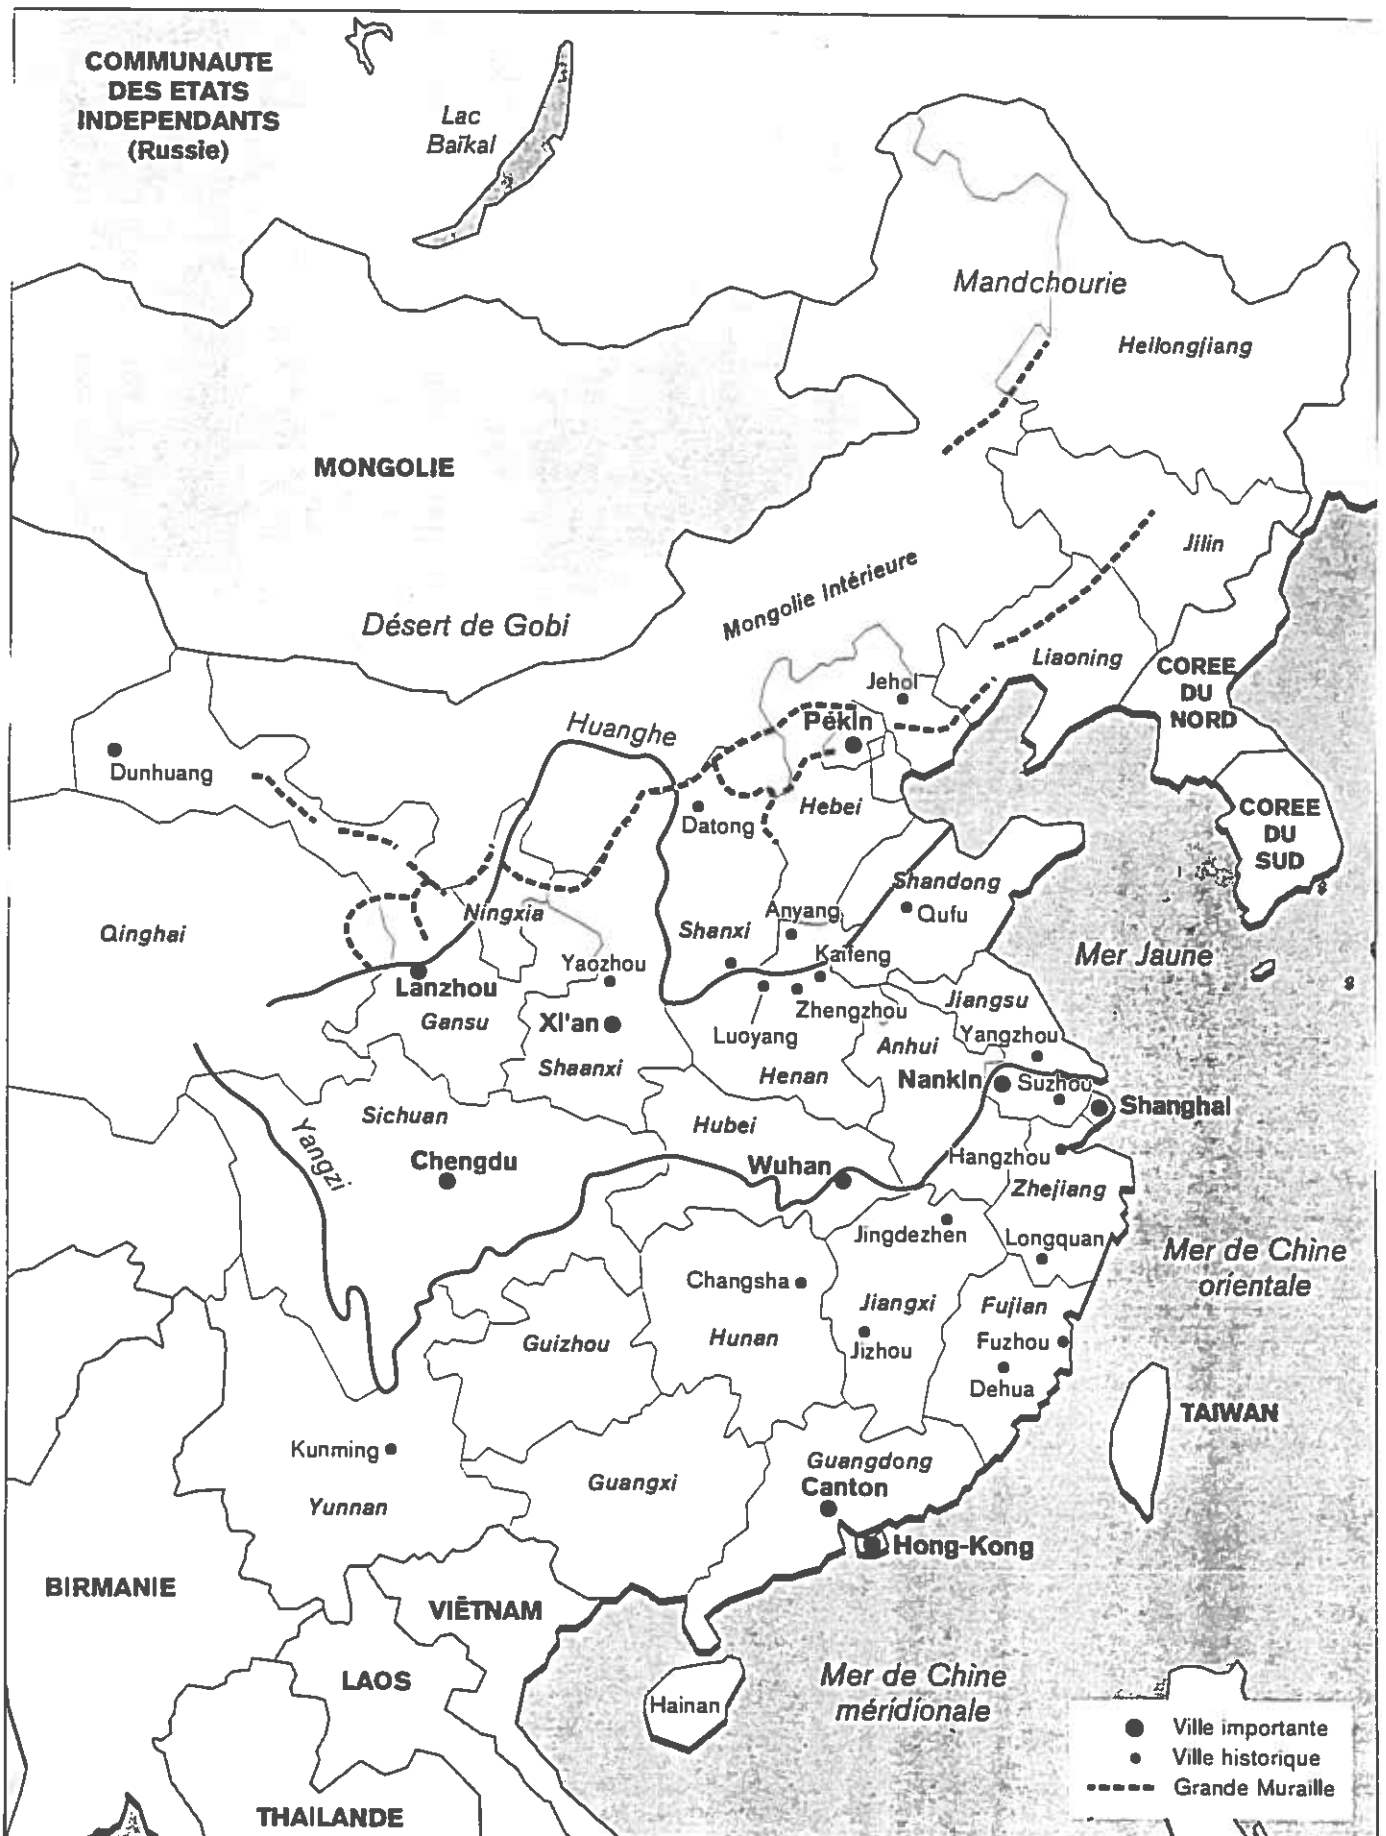 COMMUNAUTE
DES ETATS
INDEPENDANTS
(Russie)
Lac
Baïkal
Mandchourie
Heilongjiang
MONGOLIE
Jilin
Mongolie Intérieure
Désert de Gobi
Liaoning
COREE
DU
NORD
Jehol
Huanghe
Pékin
Dunhuang
Hebei
Datong
COREE
DU
SUD
Shandong
Qufu
Ningxia
Anyang
Qinghai
Shanxi
Kaifeng
Mer Jaune
Yaozhou
Lanzhou
Zhengzhou
Jiangsu
Gansu
Xi'an
Luoyang
Yangzhou
Anhui
Shaanxi
Henan
Nankin
Suzhou
Shanghai
Sichuan
Yangzi
Hubei
Chengdu
Wuhan
Hangzhou
Zhejiang
Jingdezhen
Longquan
Mer de Chine
orientale
Changsha
Jiangxi
Fujian
Guizhou
Hunan
Jizhou
Fuzhou
Dehua
TAIWAN
Kunming
Guangdong
Guangxi
Canton
Yunnan
Hong-Kong
BIRMANIE
VIÊTNAM
LAOS
Mer de Chine
méridionale
Hainan
Ville importante
Ville historique
Grande Muraille
THAILANDE